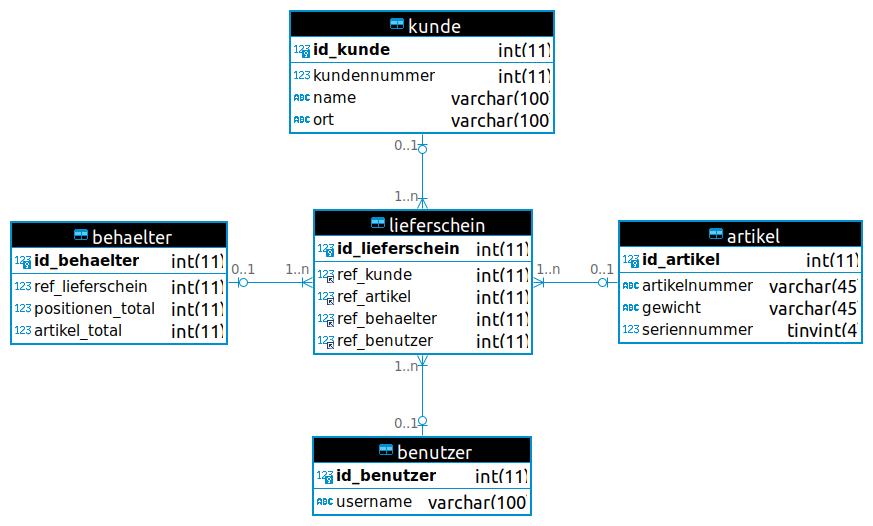 kunde
123 id_kunde int(11)
123 kundennummer int(11)
ABC name varchar(100
ABC ort varchar(100
0..1
1..n
lieferschein
123 id_lieferschein int(11)
123 ref_kunde int(11)
123 ref_artikel int(11)
123 ref_behaelter int(11)
123 ref_benutzer int(11)
behaelter
123 id_behaelter int(11)
123 ref_lieferschein int(11)
123 positionen_total int(11)
123 artikel_total int(11)
0..1 1..n
1..n 0..1
artikel
123 id_artikel int(11)
ABC artikelnummer varchar(45
ABC gewicht varchar(45
123 seriennummer tinyint(4
1..n
0..1
benutzer
123 id_benutzer int(11)
ABC username varchar(100